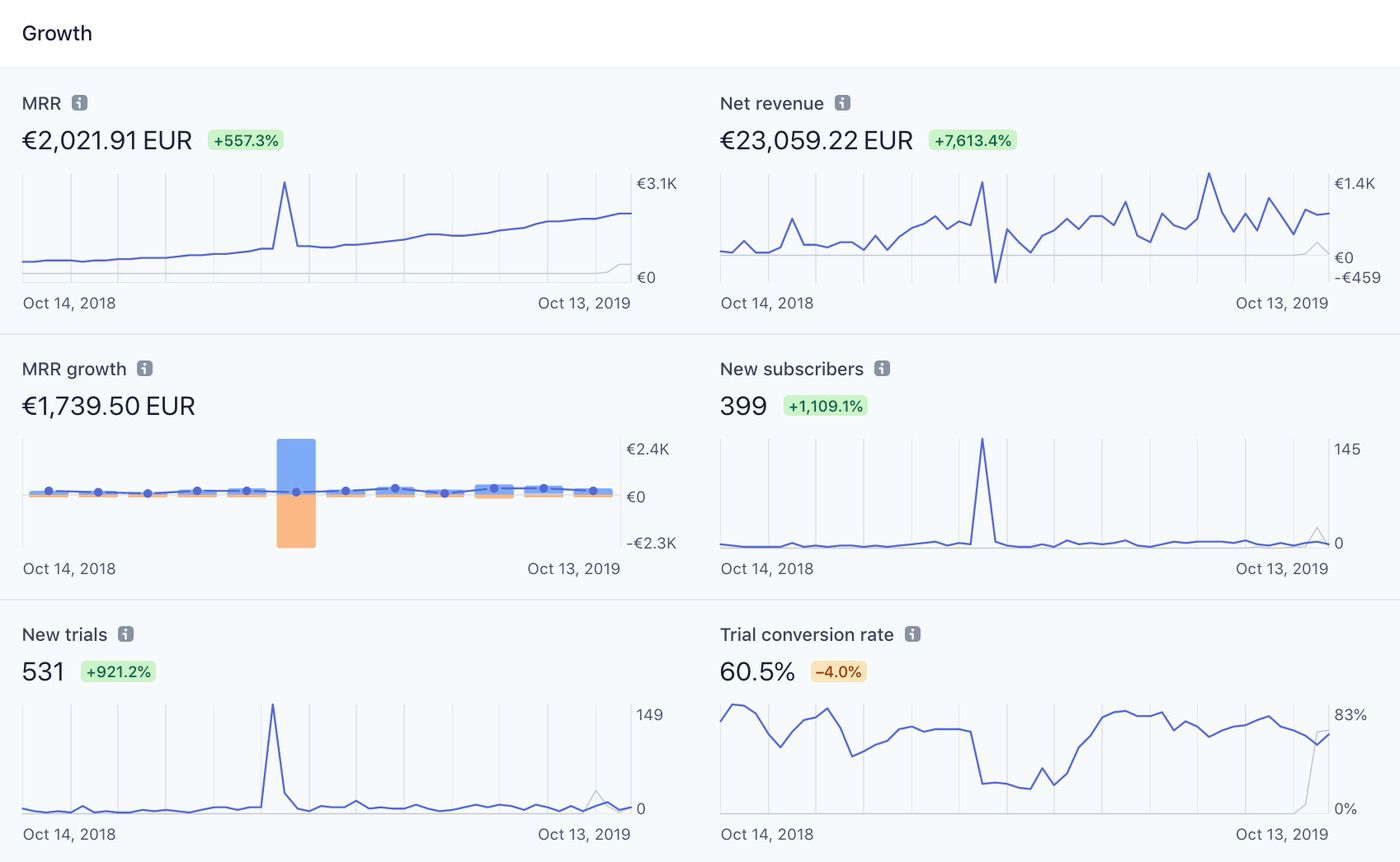 Growth
MRR
€2,021.91 EUR +557.3%
€3.1K
€0
Oct 14, 2018 Oct 13, 2019
Net revenue
€23,059.22 EUR +7,613.4%
€1.4K
€0
-€459
Oct 14, 2018 Oct 13, 2019
MRR growth
€1,739.50 EUR
€2.4K
€0
-€2.3K
Oct 14, 2018 Oct 13, 2019
New subscribers
399 +1,109.1%
145
0
Oct 14, 2018 Oct 13, 2019
New trials
531 +921.2%
149
0
Oct 14, 2018 Oct 13, 2019
Trial conversion rate
60.5% –4.0%
83%
0%
Oct 14, 2018 Oct 13, 2019